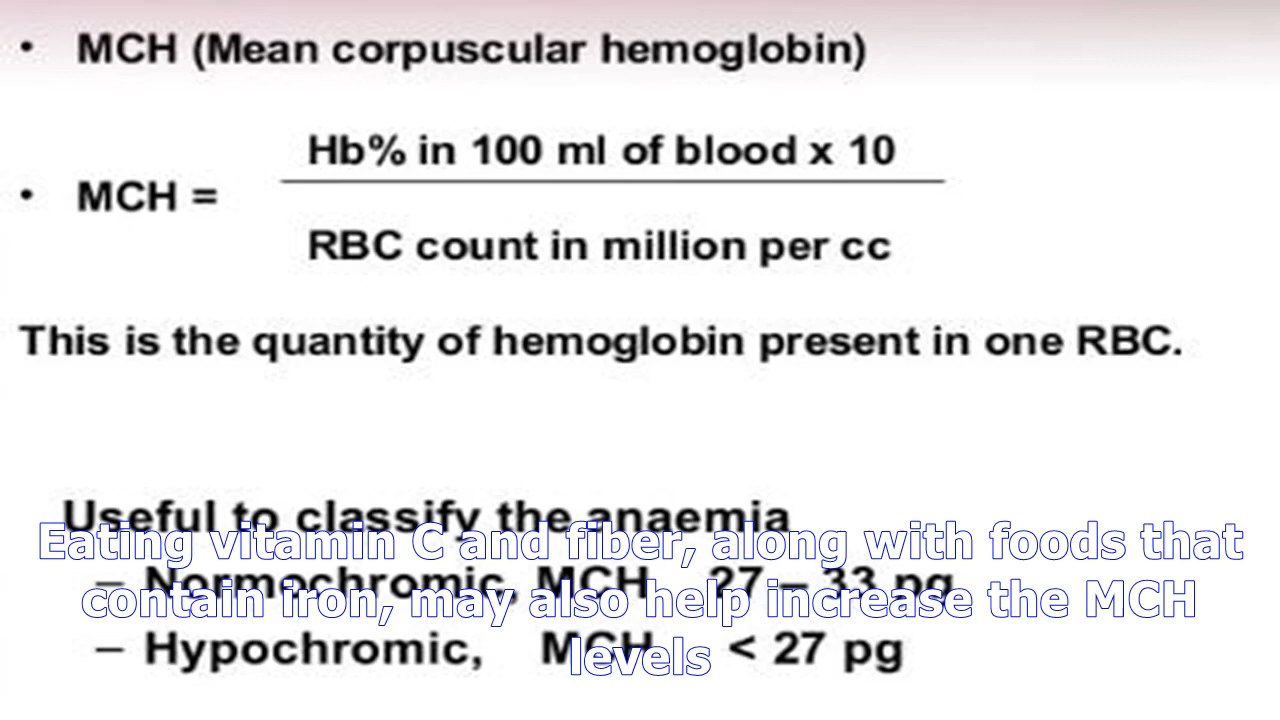 • MCH (Mean corpuscular hemoglobin)
Hb% in 100 ml of blood x 10
• MCH =
RBC count in million per cc
This is the quantity of hemoglobin present in one RBC.
Useful to classify the anaemia
Eating vitamin C and fiber, along with foods that
– Normochromic, MCH 27 – 33 pg
contain iron, may also help increase the MCH
– Hypochromic, MCH < 27 pg
levels